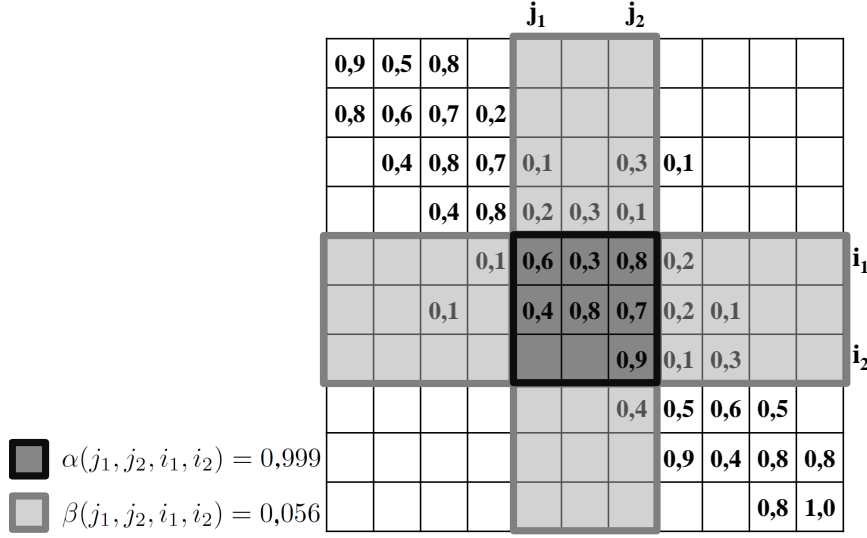 j₁ j₂
0,9 0,5 0,8
0,8 0,6 0,7 0,2
0,4 0,8 0,7 0,1 0,3 0,1
0,4 0,8 0,2 0,3 0,1
0,1 0,6 0,3 0,8 0,2 i₁
0,1 0,4 0,8 0,7 0,2 0,1
0,9 0,1 0,3 i₂
0,4 0,5 0,6 0,5
α(j₁, j₂, i₁, i₂) = 0,999 0,9 0,4 0,8 0,8
β(j₁, j₂, i₁, i₂) = 0,056 0,8 1,0